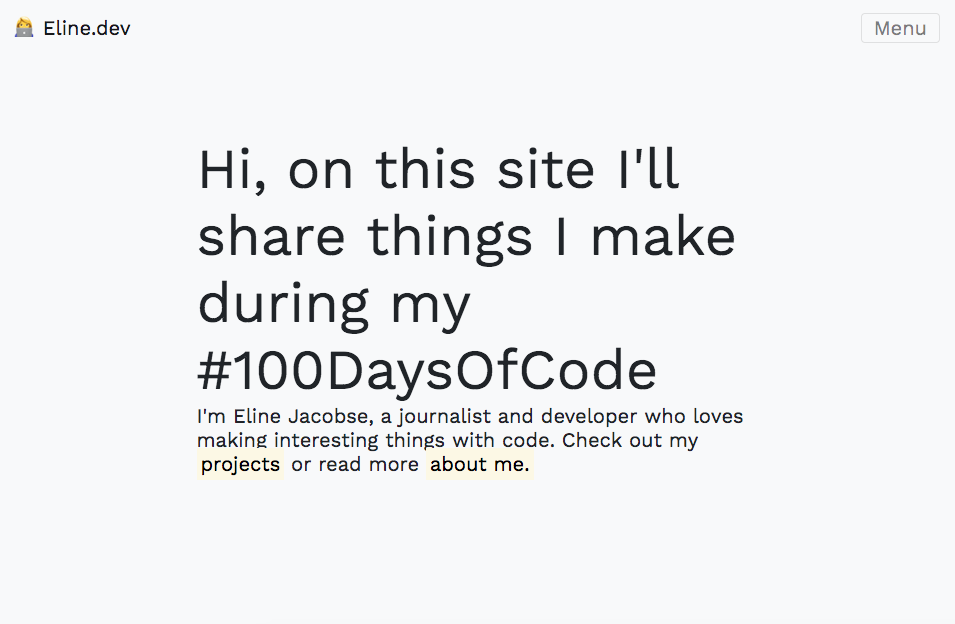 Eline.dev
Menu
Hi, on this site I'll
share things I make
during my
#100DaysOfCode
I'm Eline Jacobse, a journalist and developer who loves
making interesting things with code. Check out my
projects or read more about me.